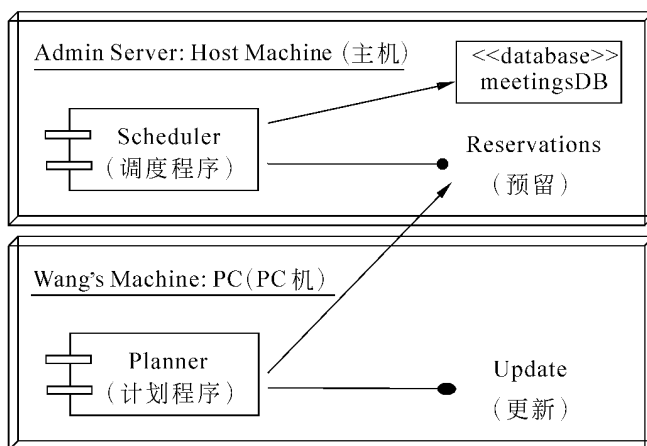 Admin Server: Host Machine (主机)
<<database>>
meetingsDB
Scheduler
(调度程序)
Reservations
(预留)
Wang's Machine: PC(PC机)
Planner
(计划程序)
Update
(更新)